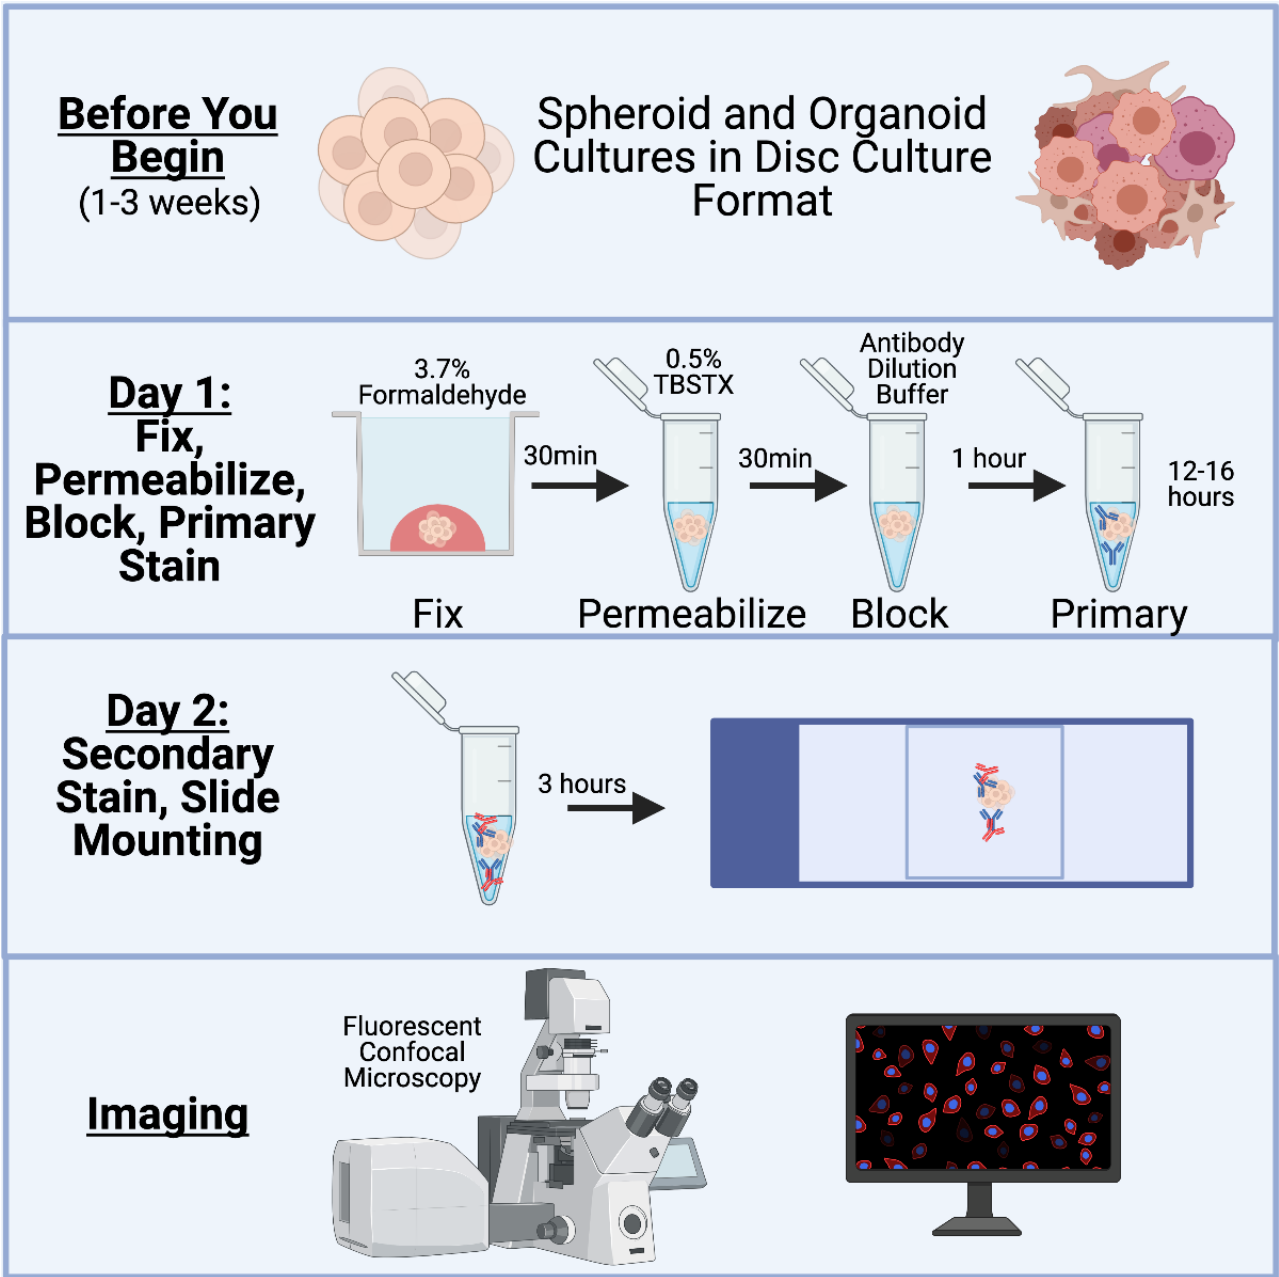 Before You
Begin
(1-3 weeks)
Spheroid and Organoid
Cultures in Disc Culture
Format
Day 1:
Fix,
Permeabilize,
Block, Primary
Stain
3.7%
Formaldehyde
30min
0.5%
TBSTX
30min
Antibody
Dilution
Buffer
1 hour
12-16
hours
Fix
Permeabilize
Block
Primary
Day 2:
Secondary
Stain, Slide
Mounting
3 hours
Imaging
Fluorescent
Confocal
Microscopy